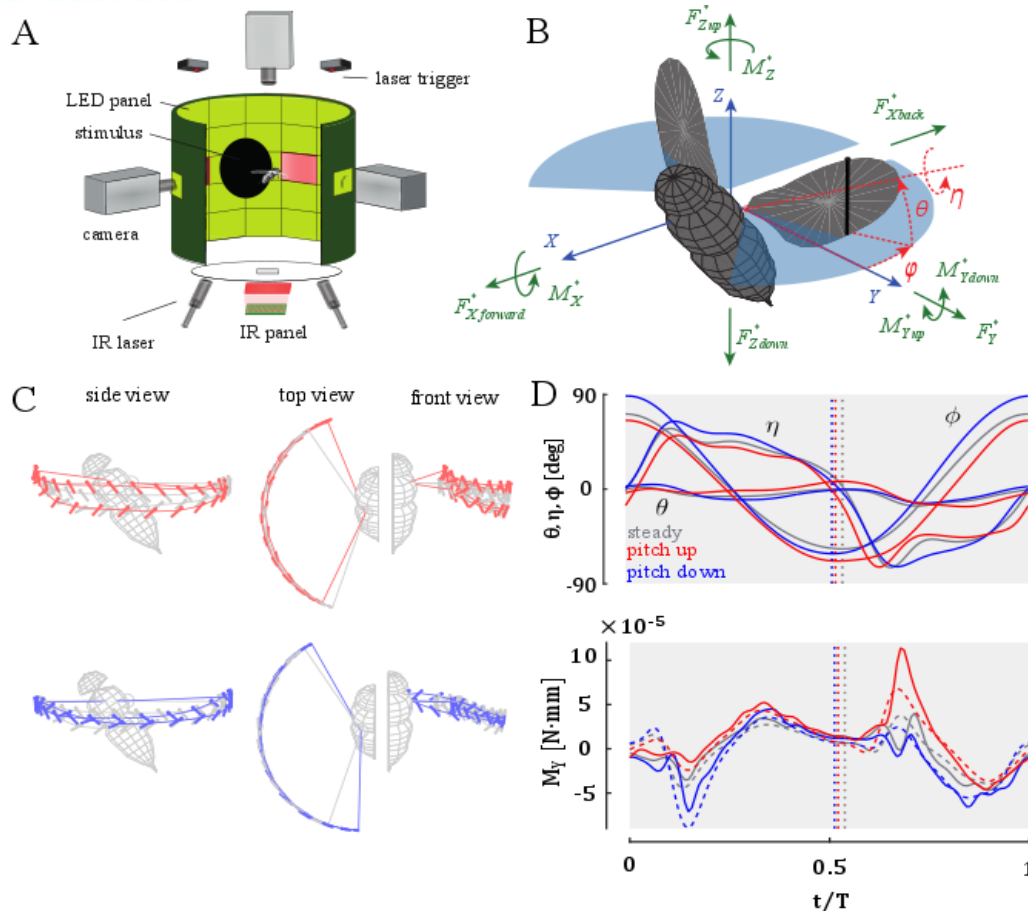 A
laser trigger
LED panel
stimulus
camera
IR laser
IR panel
B
F*Zup
M*Z
Z
F*Xback
θ
η
X
φ
M*X
F*Xforward
Y
M*Ydown
M*Yup
F*Y
F*Zdown
C
side view
top view
front view
D
90
0
-90
θ, η, ϕ [deg]
η
ϕ
θ
steady
pitch up
pitch down
×10-5
10
5
0
-5
MY [N·mm]
0
0.5
1
t/T